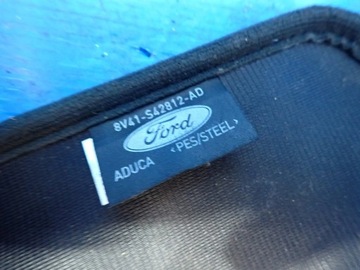 8V41-S42812-AD
Ford
ADUCA <PES/STEEL>